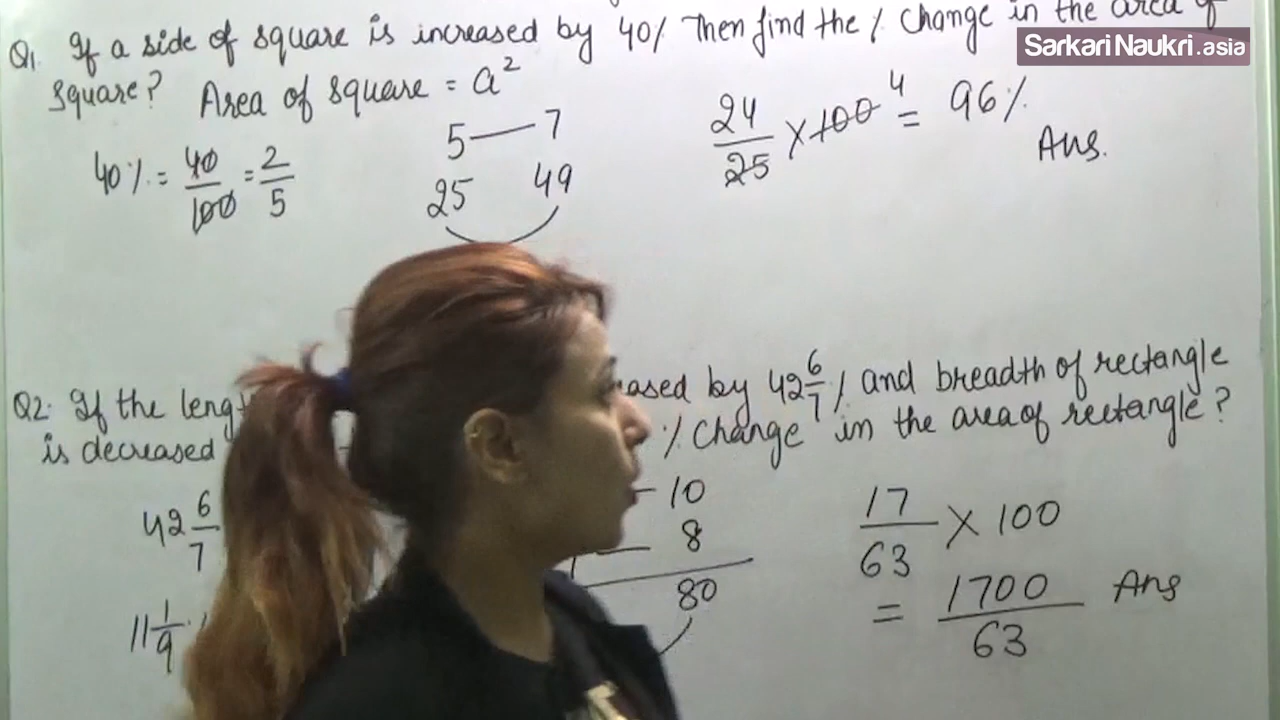 Q1. If a side of square is increased by 40% Then find the % Change in the area of
SarkariNaukri.asia
square? Area of square = a²
40% = 40/100 = 2/5
5 — 7
25 49
24/25 × 100 4 = 96%
Ans.
Q2. If the leng by 42 6/7 % and breadth of rectangle
is decreased % Change in the area of rectangle?
42 6/7
10
8
80
11 1/9
17/63 × 100
= 1700/63 Ans